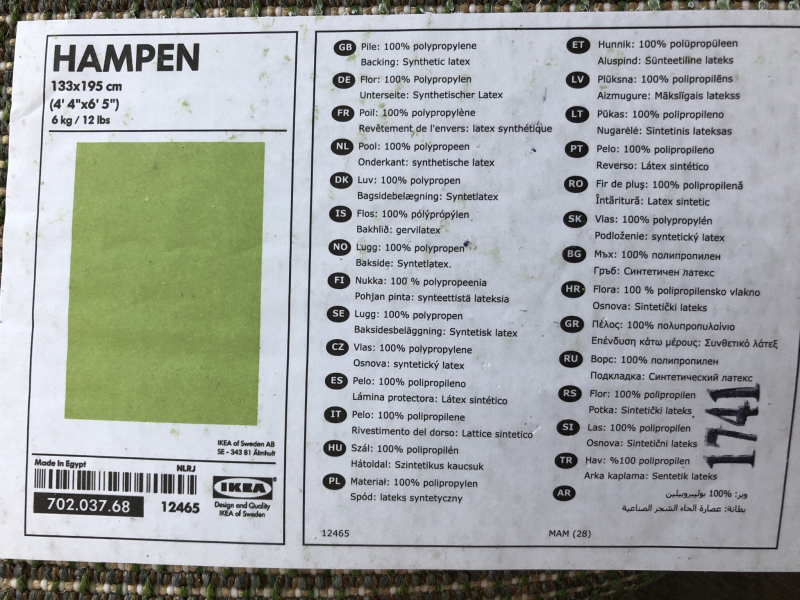 HAMPEN
133x195 cm
(4' 4"x6' 5")
6 kg / 12 lbs
IKEA of Sweden AB
SE - 343 81 Älmhult
Made in Egypt
NLRJ
702.037.68
12465
IKEA
Design and Quality
IKEA of Sweden
GB Pile: 100% polypropylene
Backing: Synthetic latex
DE Flor: 100% Polypropylen
Unterseite: Synthetischer Latex
FR Poil: 100% polypropylène
Revêtement de l'envers: latex synthétique
NL Pool: 100% polypropeen
Onderkant: synthetische latex
DK Luv: 100% polypropen
Bagsidebelægning: Syntetlatex
IS Flos: 100% pólýprópýlen
Bakhlið: gervilatex
NO Lugg: 100% polypropen
Bakside: Syntetlatex.
FI Nukka: 100 % polypropeenia
Pohjan pinta: synteettistä lateksia
SE Lugg: 100% polypropen
Baksidesbeläggning: Syntetisk latex
CZ Vlas: 100% polypropylene
Osnova: syntetický latex
ES Pelo: 100% polipropileno
Lámina protectora: Látex sintético
IT Pelo: 100% polipropilene
Rivestimento del dorso: Lattice sintetico
HU Szál: 100% polipropilén
Hátoldal: Szintetikus kaucsuk
PL Materiał: 100% polipropylen
Spód: lateks syntetyczny
12465
ET Hunnik: 100% polüpropüleen
Aluspind: Sünteetiline lateks
LV Plūksna: 100% polipropilēns
Aizmugure: Mākslīgais latekss
LT Pūkas: 100% polipropileno
Nugarėlė: Sintetinis lateksas
PT Pelo: 100% polipropileno
Reverso: Látex sintético
RO Fir de pluş: 100% polipropilenă
Întăritură: Latex sintetic
SK Vlas: 100% polypropylén
Podloženie: syntetický latex
BG Мъх: 100% полипропилен
Гръб: Синтетичен латекс
HR Flora: 100 % polipropilensko vlakno
Osnova: Sintetički lateks
GR Πέλος: 100% πολυπροπυλαίνιο
Επένδυση κάτω μέρους: Συνθετικό λάτεξ
RU Ворс: 100% полипропилен
Подкладка: Синтетический латекс
RS Flor: 100% polipropilen
Potka: Sintetički lateks
SI Las: 100% polipropilen
Osnova: Sintetični lateks
TR Hav: %100 polipropilen
Arka kaplama: Sentetik lateks
AR وبر: 100% بوليبروبيلين
بطانة: عصارة الحاء الشجر الصناعية
MAM (28)
1741